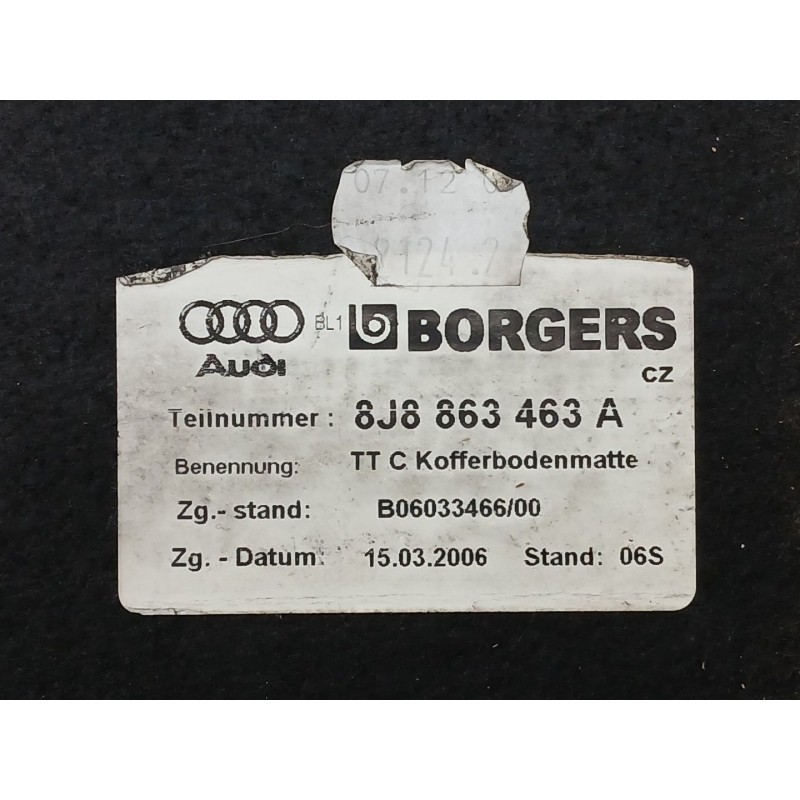 07.12
9124.2
Audi BL1 BORGERS
CZ
Teilnummer: 8J8 863 463 A
Benennung: TT C Kofferbodenmatte
Zg.- stand: B06033466/00
Zg. - Datum: 15.03.2006 Stand: 06S